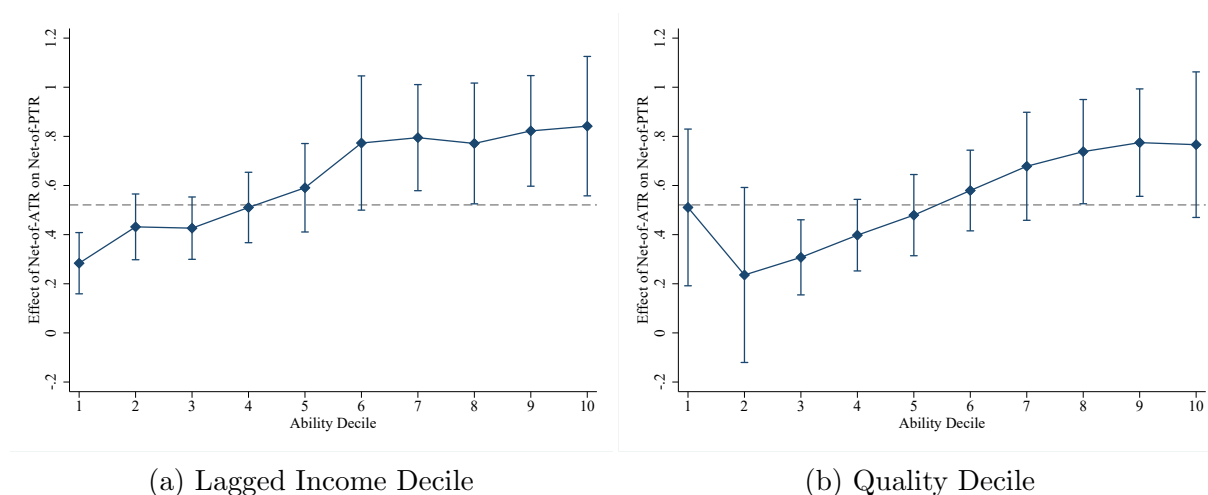 Effect of Net-of-ATR on Net-of-PTR
1.2
1
.8
.6
.4
.2
0
-.2
1 2 3 4 5 6 7 8 9 10
Ability Decile
(a) Lagged Income Decile
Effect of Net-of-ATR on Net-of-PTR
1.2
1
.8
.6
.4
.2
0
-.2
1 2 3 4 5 6 7 8 9 10
Ability Decile
(b) Quality Decile